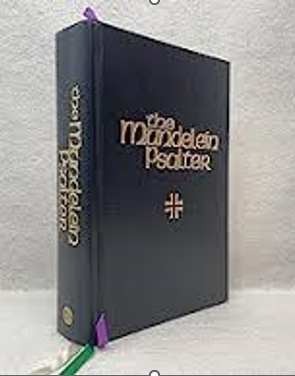 the
Mundelein
Psalter
the Mundelein
Psalter